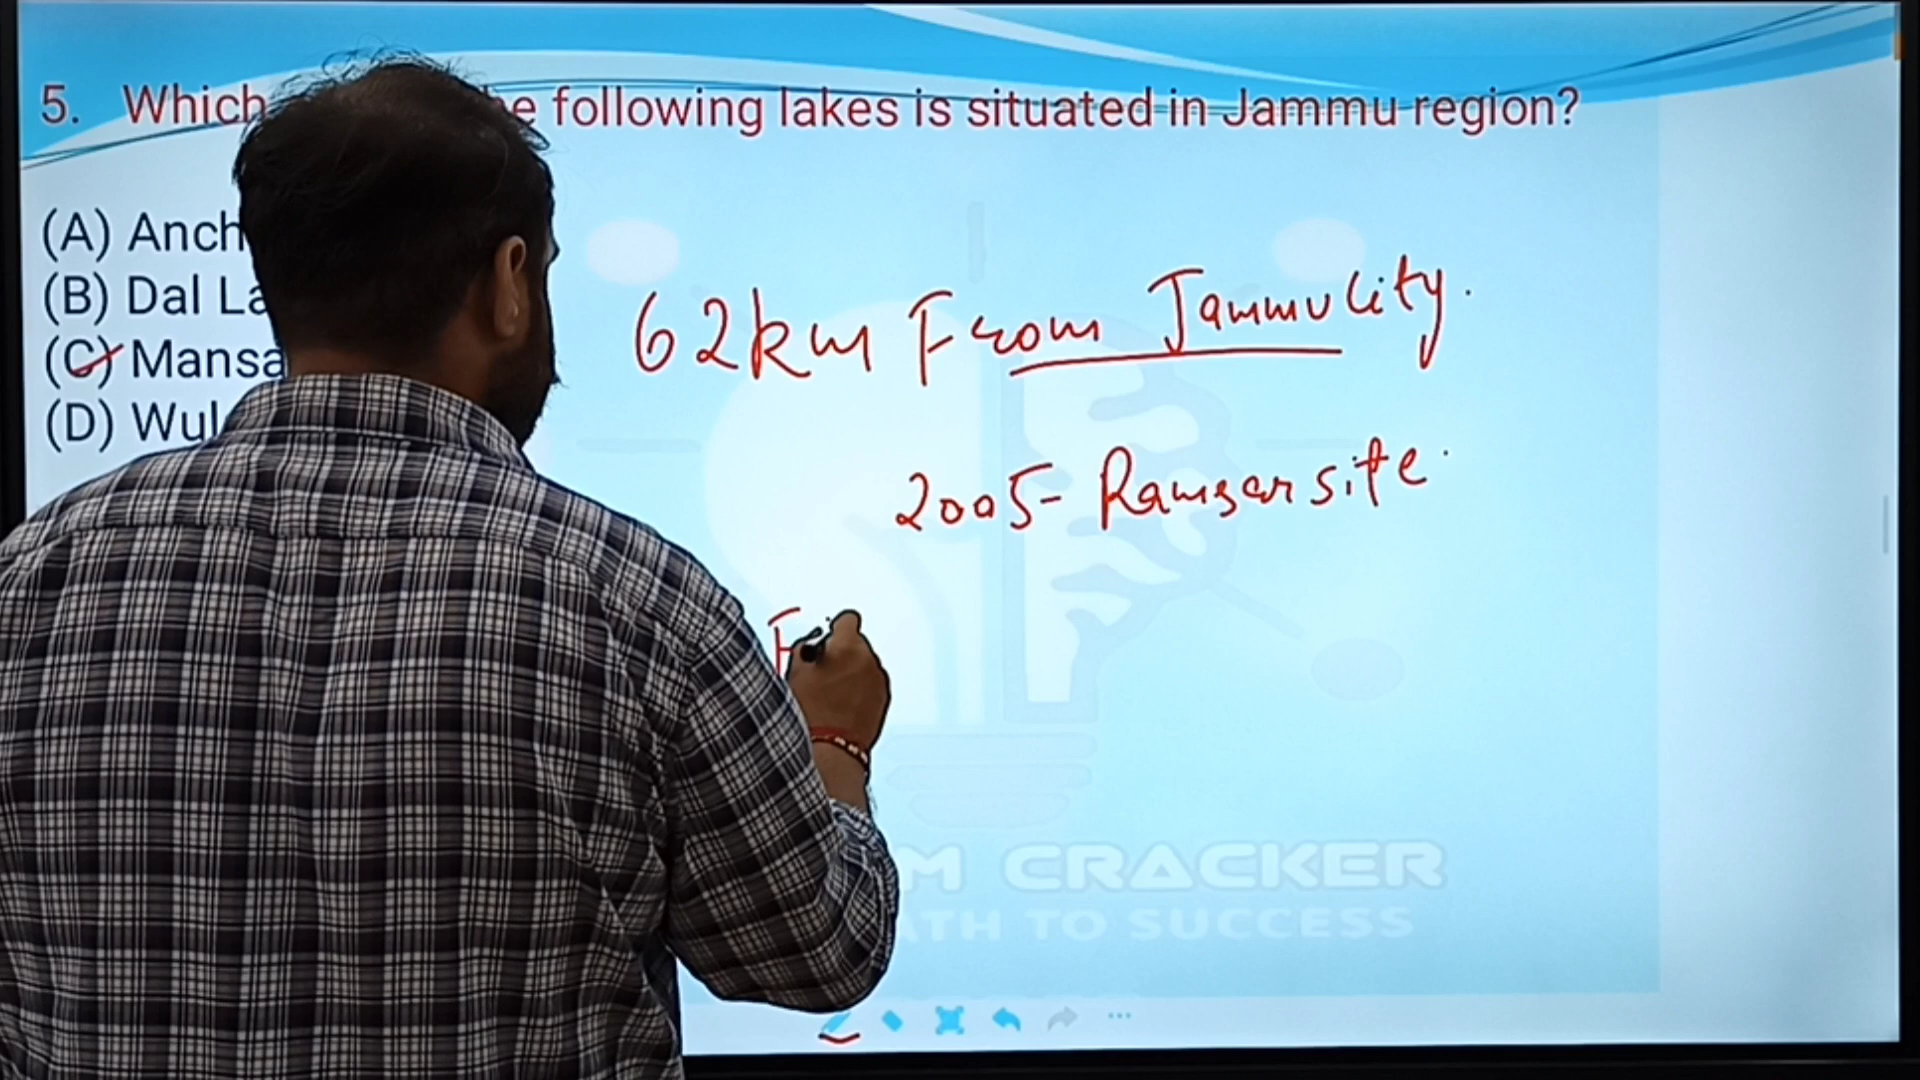 5. Which e following lakes is situated in Jammu region?
(A) Anch
(B) Dal La
(C) Mansa
(D) Wul
62km From Jammu City.
2005- Ramsar site.
F
M CRACKER
ATH TO SUCCESS